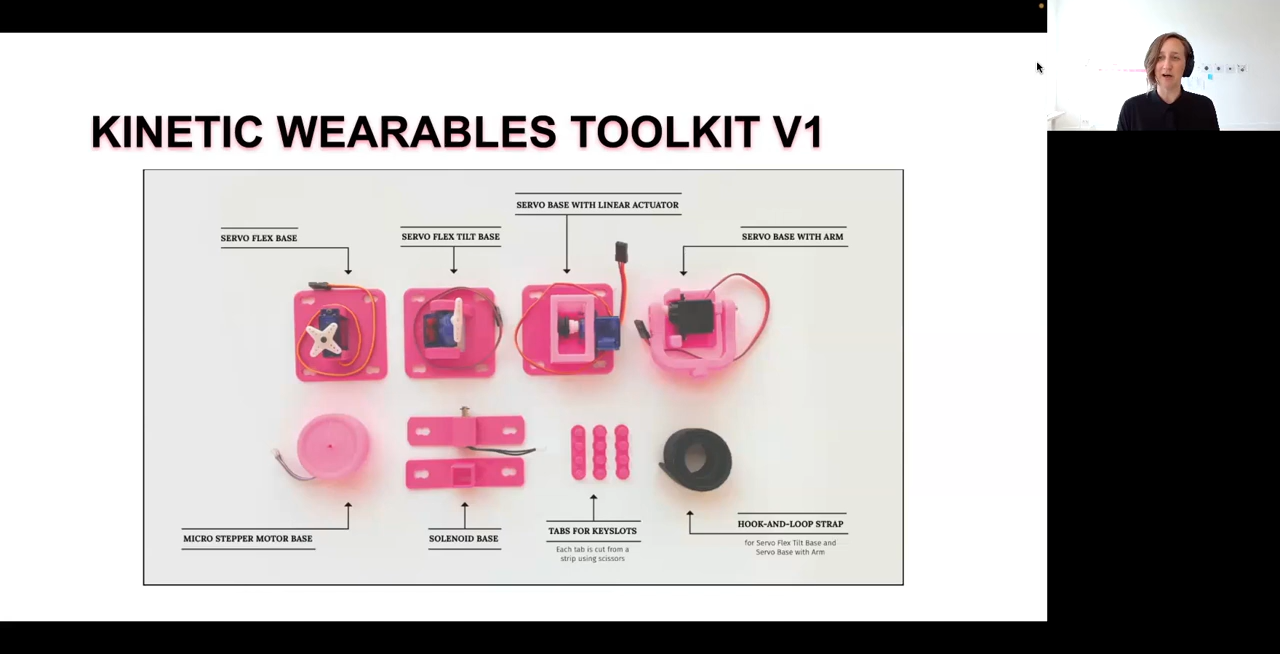 KINETIC WEARABLES TOOLKIT V1
SERVO BASE WITH LINEAR ACTUATOR
SERVO FLEX BASE
SERVO FLEX TILT BASE
SERVO BASE WITH ARM
MICRO STEPPER MOTOR BASE
SOLENOID BASE
TABS FOR KEYSLOTS
Each tab is cut from a
strip using scissors
HOOK-AND-LOOP STRAP
for Servo Flex Tilt Base and
Servo Base with Arm